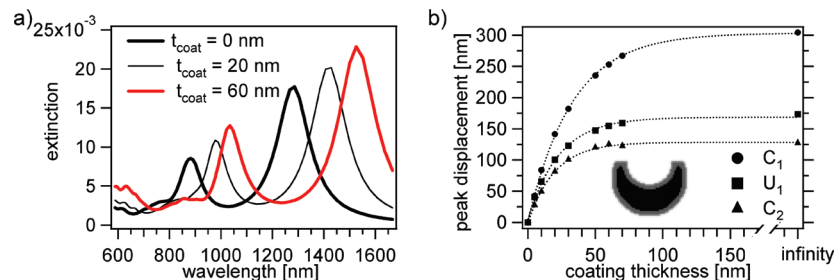 a)
25x10⁻³
20
15
10
5
0
extinction
t_coat = 0 nm
t_coat = 20 nm
t_coat = 60 nm
600 800 1000 1200 1400 1600
wavelength [nm]
b)
300
250
200
150
100
50
0
peak displacement [nm]
C₁
U₁
C₂
0 50 100 150 infinity
coating thickness [nm]